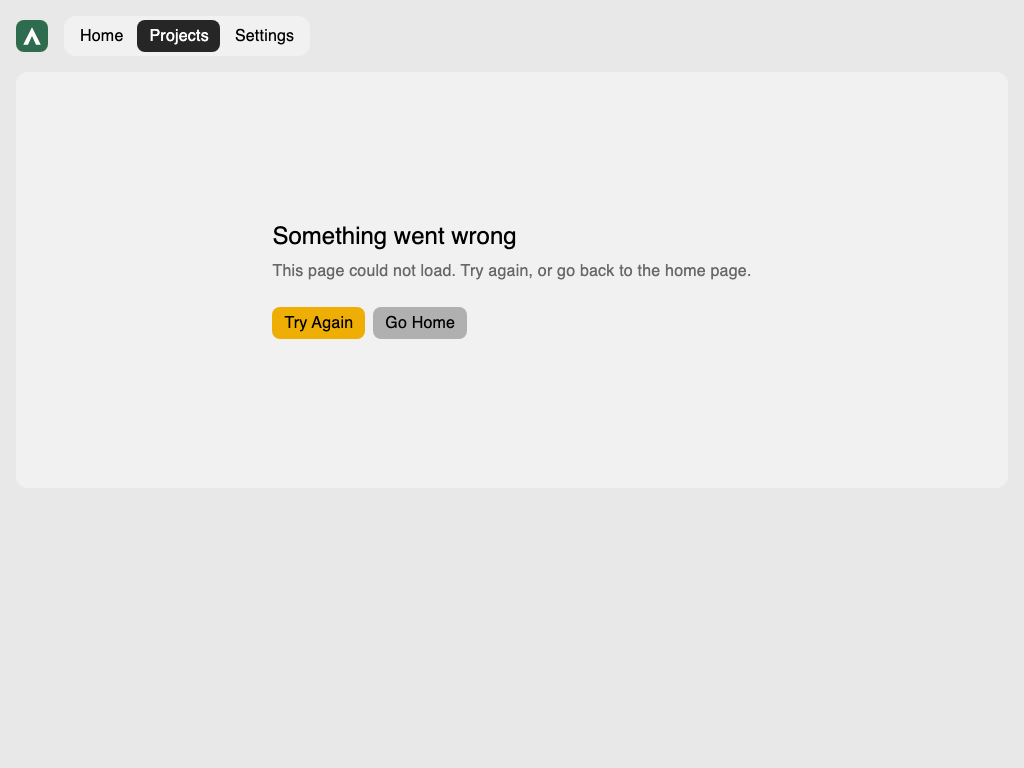 Home Projects Settings
Something went wrong
This page could not load. Try again, or go back to the home page.
Try Again Go Home